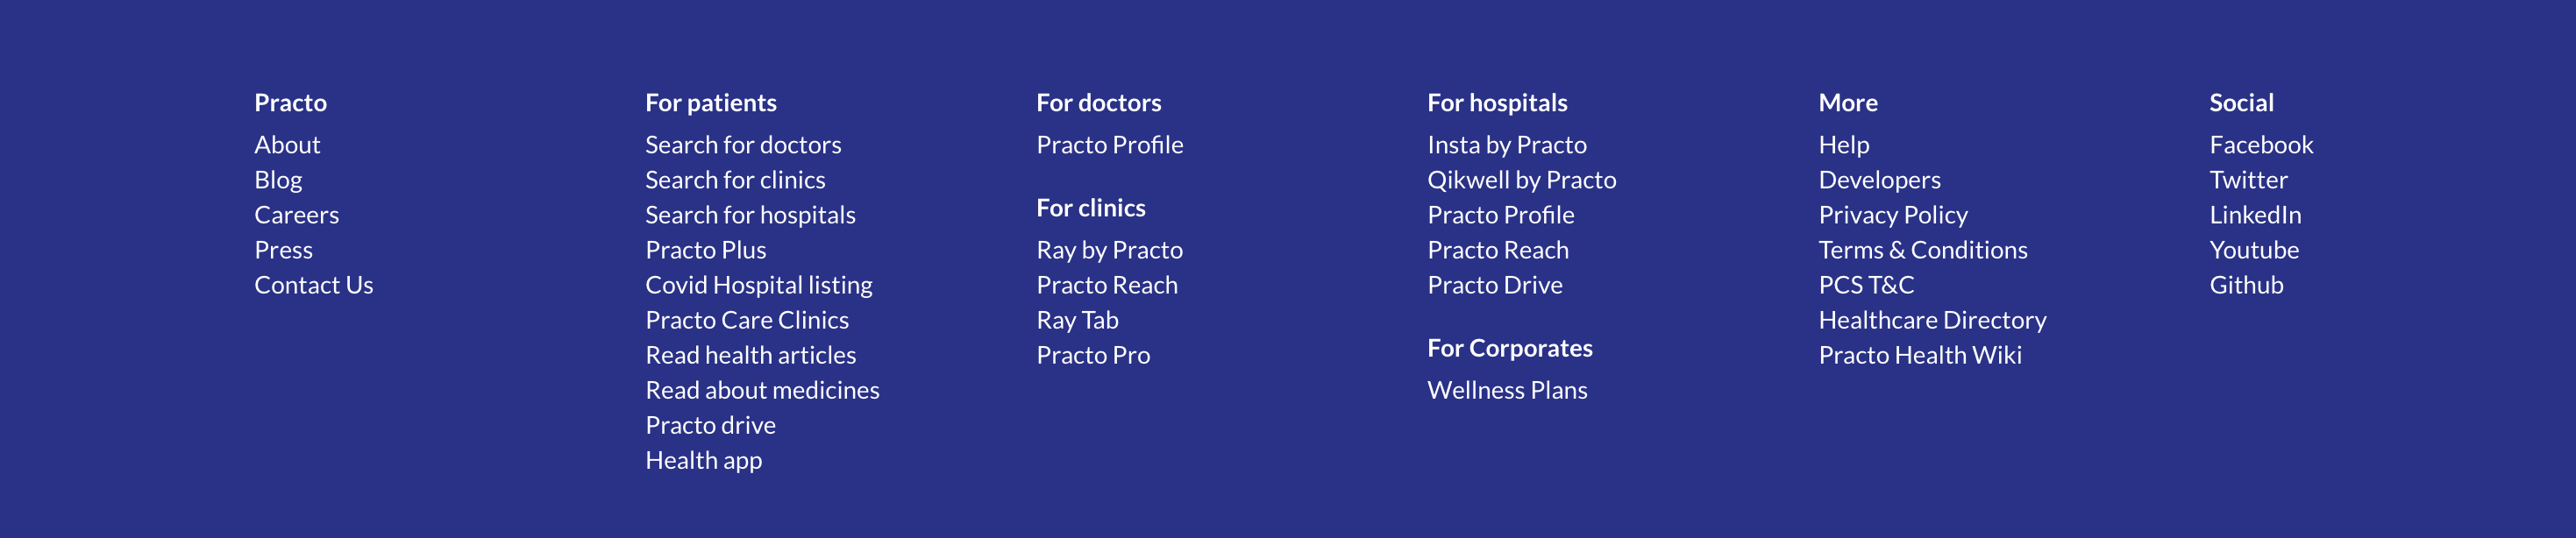 Practo
About
Blog
Careers
Press
Contact Us
For patients
Search for doctors
Search for clinics
Search for hospitals
Practo Plus
Covid Hospital listing
Practo Care Clinics
Read health articles
Read about medicines
Practo drive
Health app
For doctors
Practo Profile
For clinics
Ray by Practo
Practo Reach
Ray Tab
Practo Pro
For hospitals
Insta by Practo
Qikwell by Practo
Practo Profile
Practo Reach
Practo Drive
For Corporates
Wellness Plans
More
Help
Developers
Privacy Policy
Terms & Conditions
PCS T&C
Healthcare Directory
Practo Health Wiki
Social
Facebook
Twitter
LinkedIn
Youtube
Github